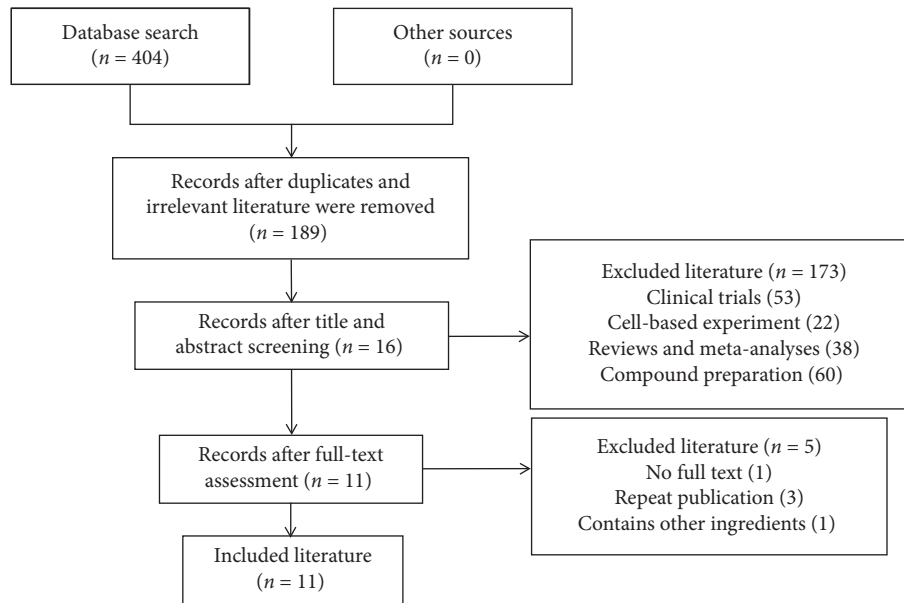 Database search
(n = 404)
Other sources
(n = 0)
Records after duplicates and
irrelevant literature were removed
(n = 189)
Records after title and
abstract screening (n = 16)
Excluded literature (n = 173)
Clinical trials (53)
Cell-based experiment (22)
Reviews and meta-analyses (38)
Compound preparation (60)
Records after full-text
assessment (n = 11)
Excluded literature (n = 5)
No full text (1)
Repeat publication (3)
Contains other ingredients (1)
Included literature
(n = 11)